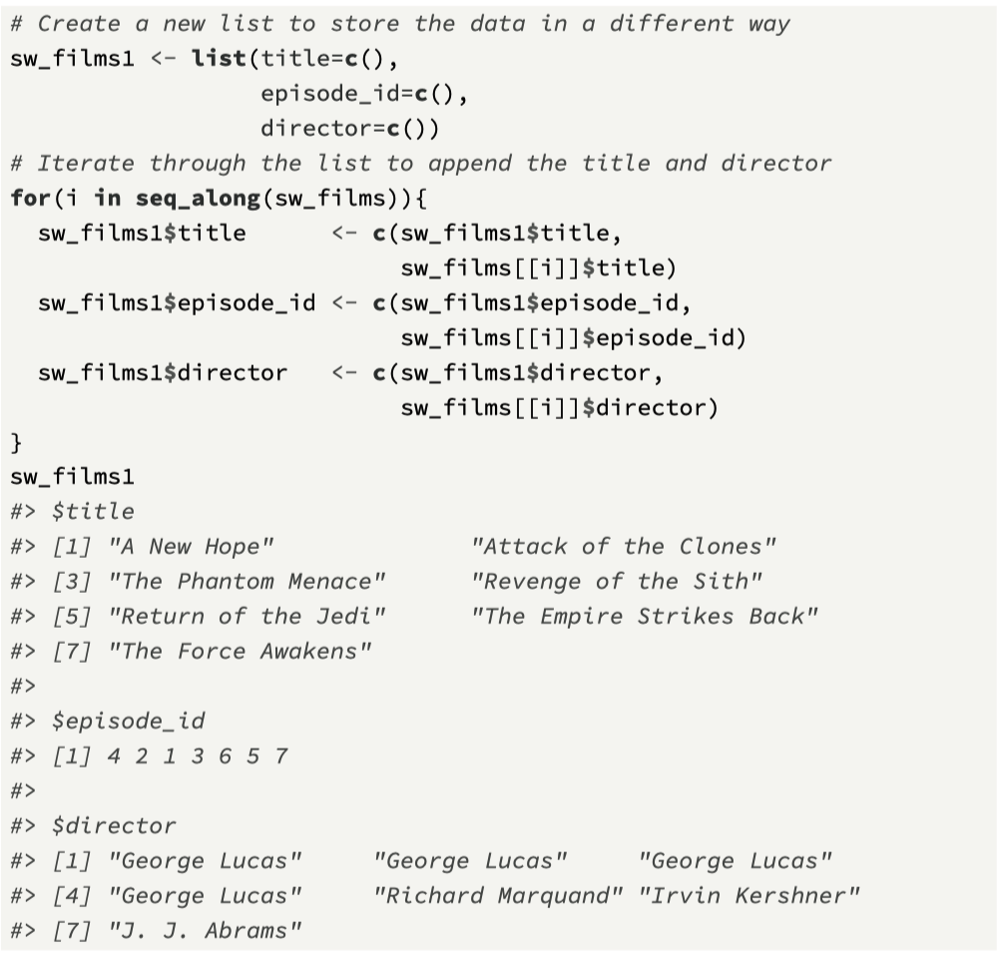 # Create a new list to store the data in a different way
sw_films1 <- list(title=c(),
                  episode_id=c(),
                  director=c())
# Iterate through the list to append the title and director
for(i in seq_along(sw_films)){
  sw_films1$title      <- c(sw_films1$title,
                            sw_films[[i]]$title)
  sw_films1$episode_id <- c(sw_films1$episode_id,
                            sw_films[[i]]$episode_id)
  sw_films1$director   <- c(sw_films1$director,
                            sw_films[[i]]$director)
}
sw_films1
#> $title
#> [1] "A New Hope"              "Attack of the Clones"
#> [3] "The Phantom Menace"      "Revenge of the Sith"
#> [5] "Return of the Jedi"      "The Empire Strikes Back"
#> [7] "The Force Awakens"
#>
#> $episode_id
#> [1] 4 2 1 3 6 5 7
#>
#> $director
#> [1] "George Lucas"     "George Lucas"     "George Lucas"
#> [4] "George Lucas"     "Richard Marquand" "Irvin Kershner"
#> [7] "J. J. Abrams"